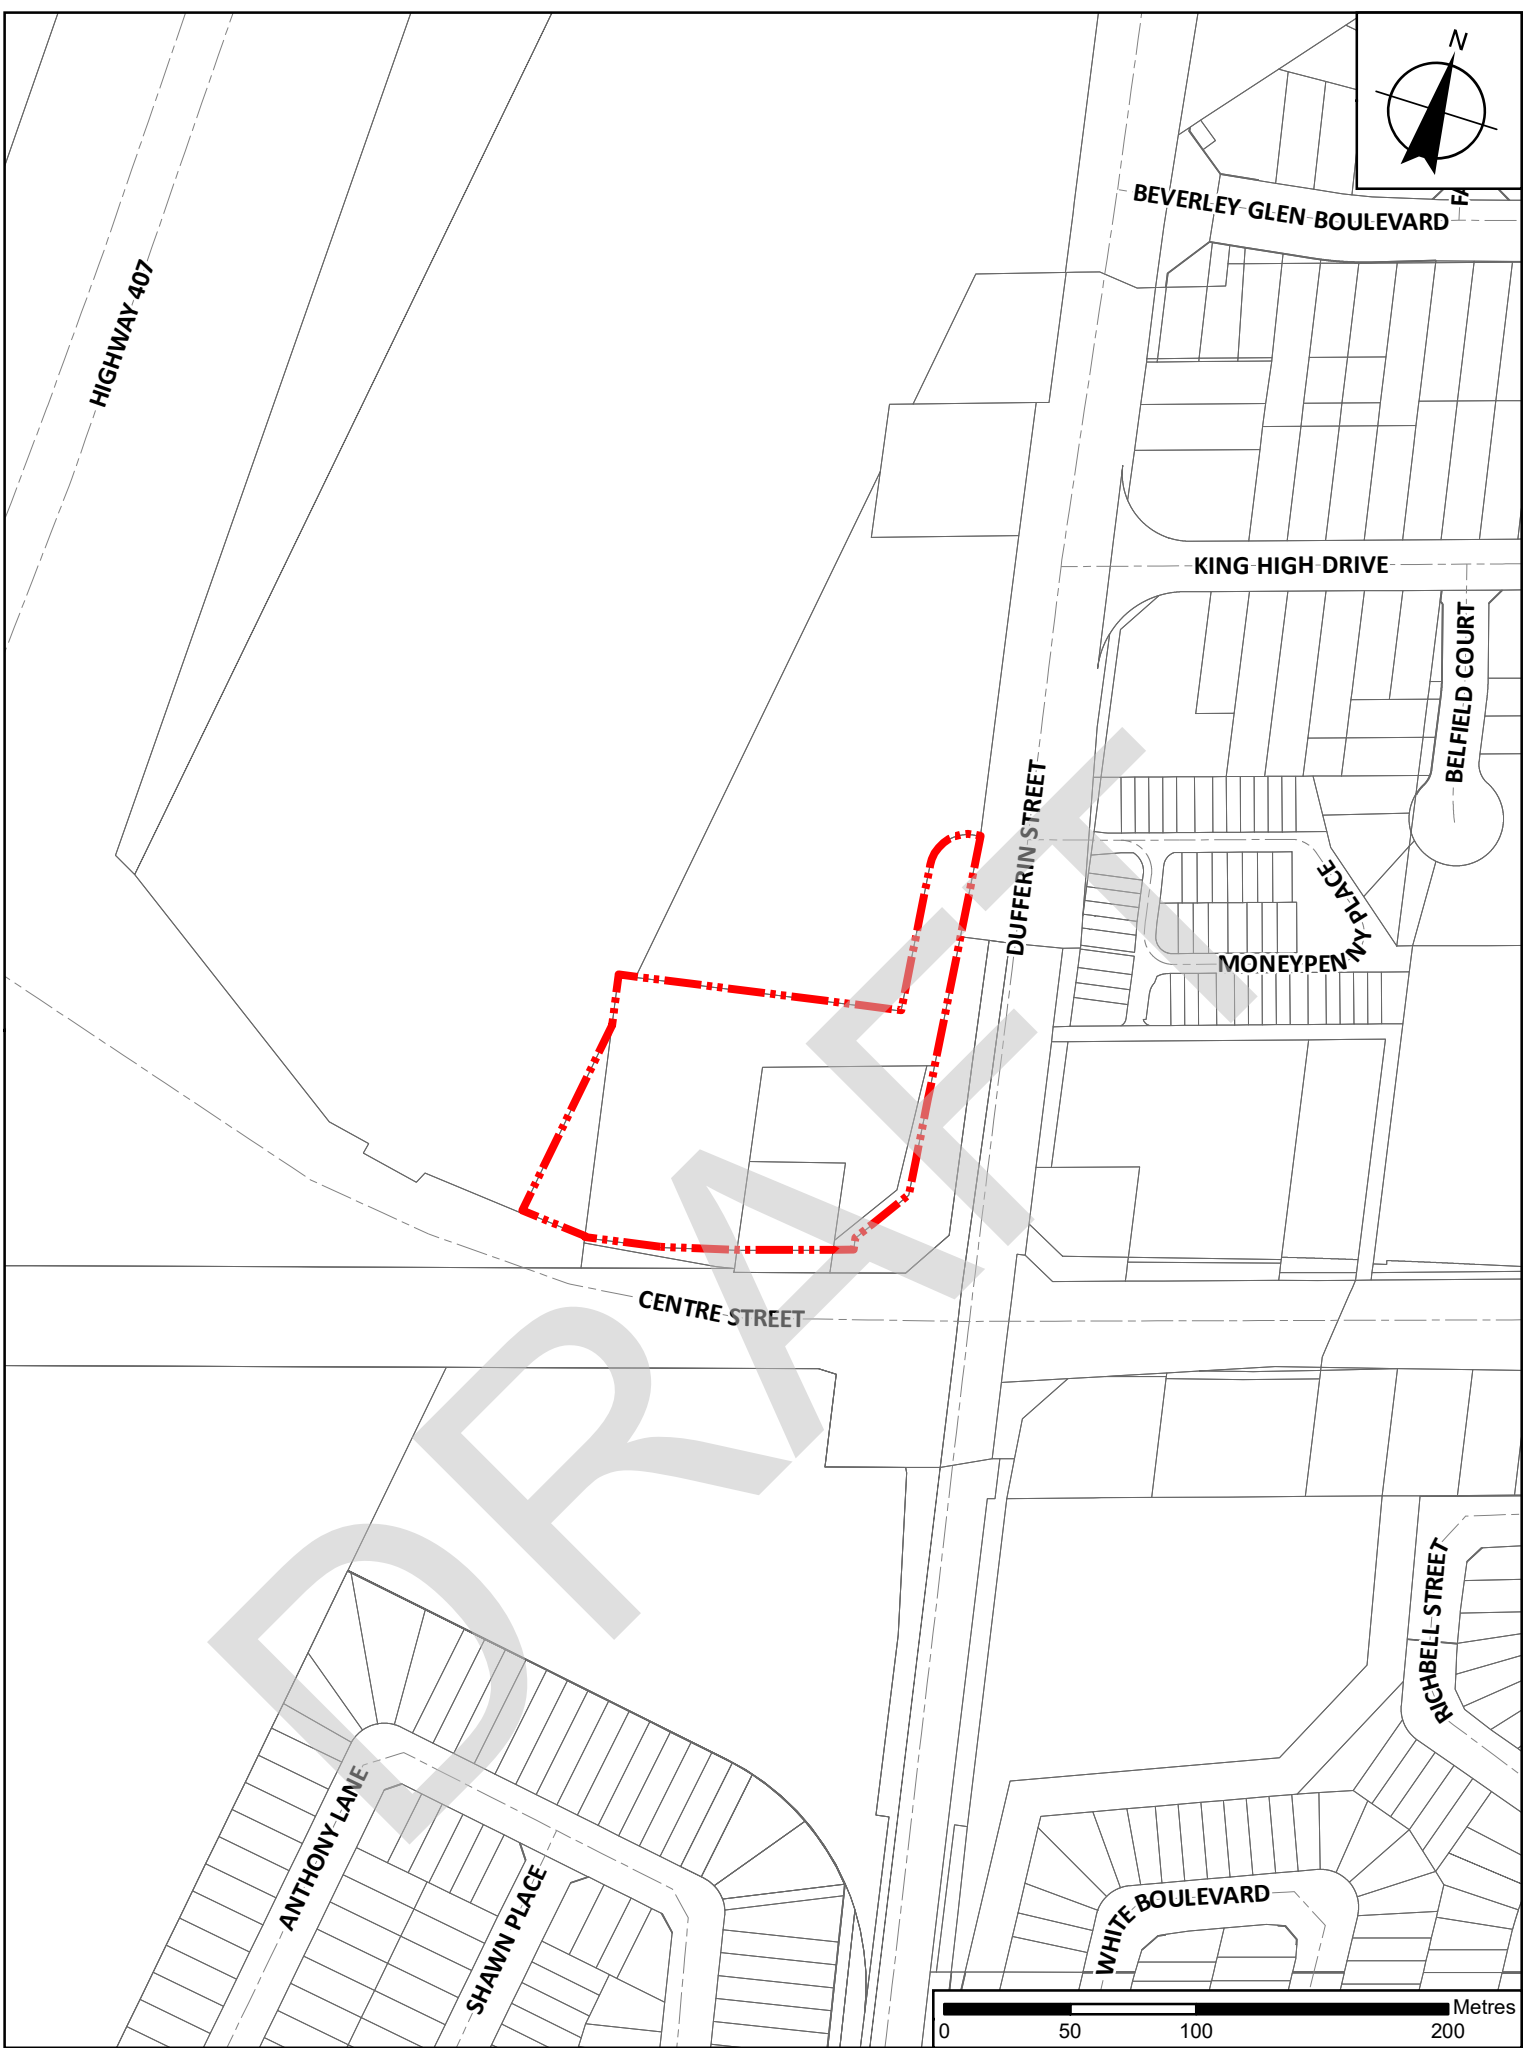 N
BEVERLEY GLEN BOULEVARD
FA
HIGHWAY 407
KING HIGH DRIVE
BELFIELD COURT
DUFFERIN STREET
MONEYPENNY PLACE
CENTRE STREET
DRAFT
RICHBELL STREET
ANTHONY LANE
SHAWN PLACE
WHITE BOULEVARD
Metres
0 50 100 200